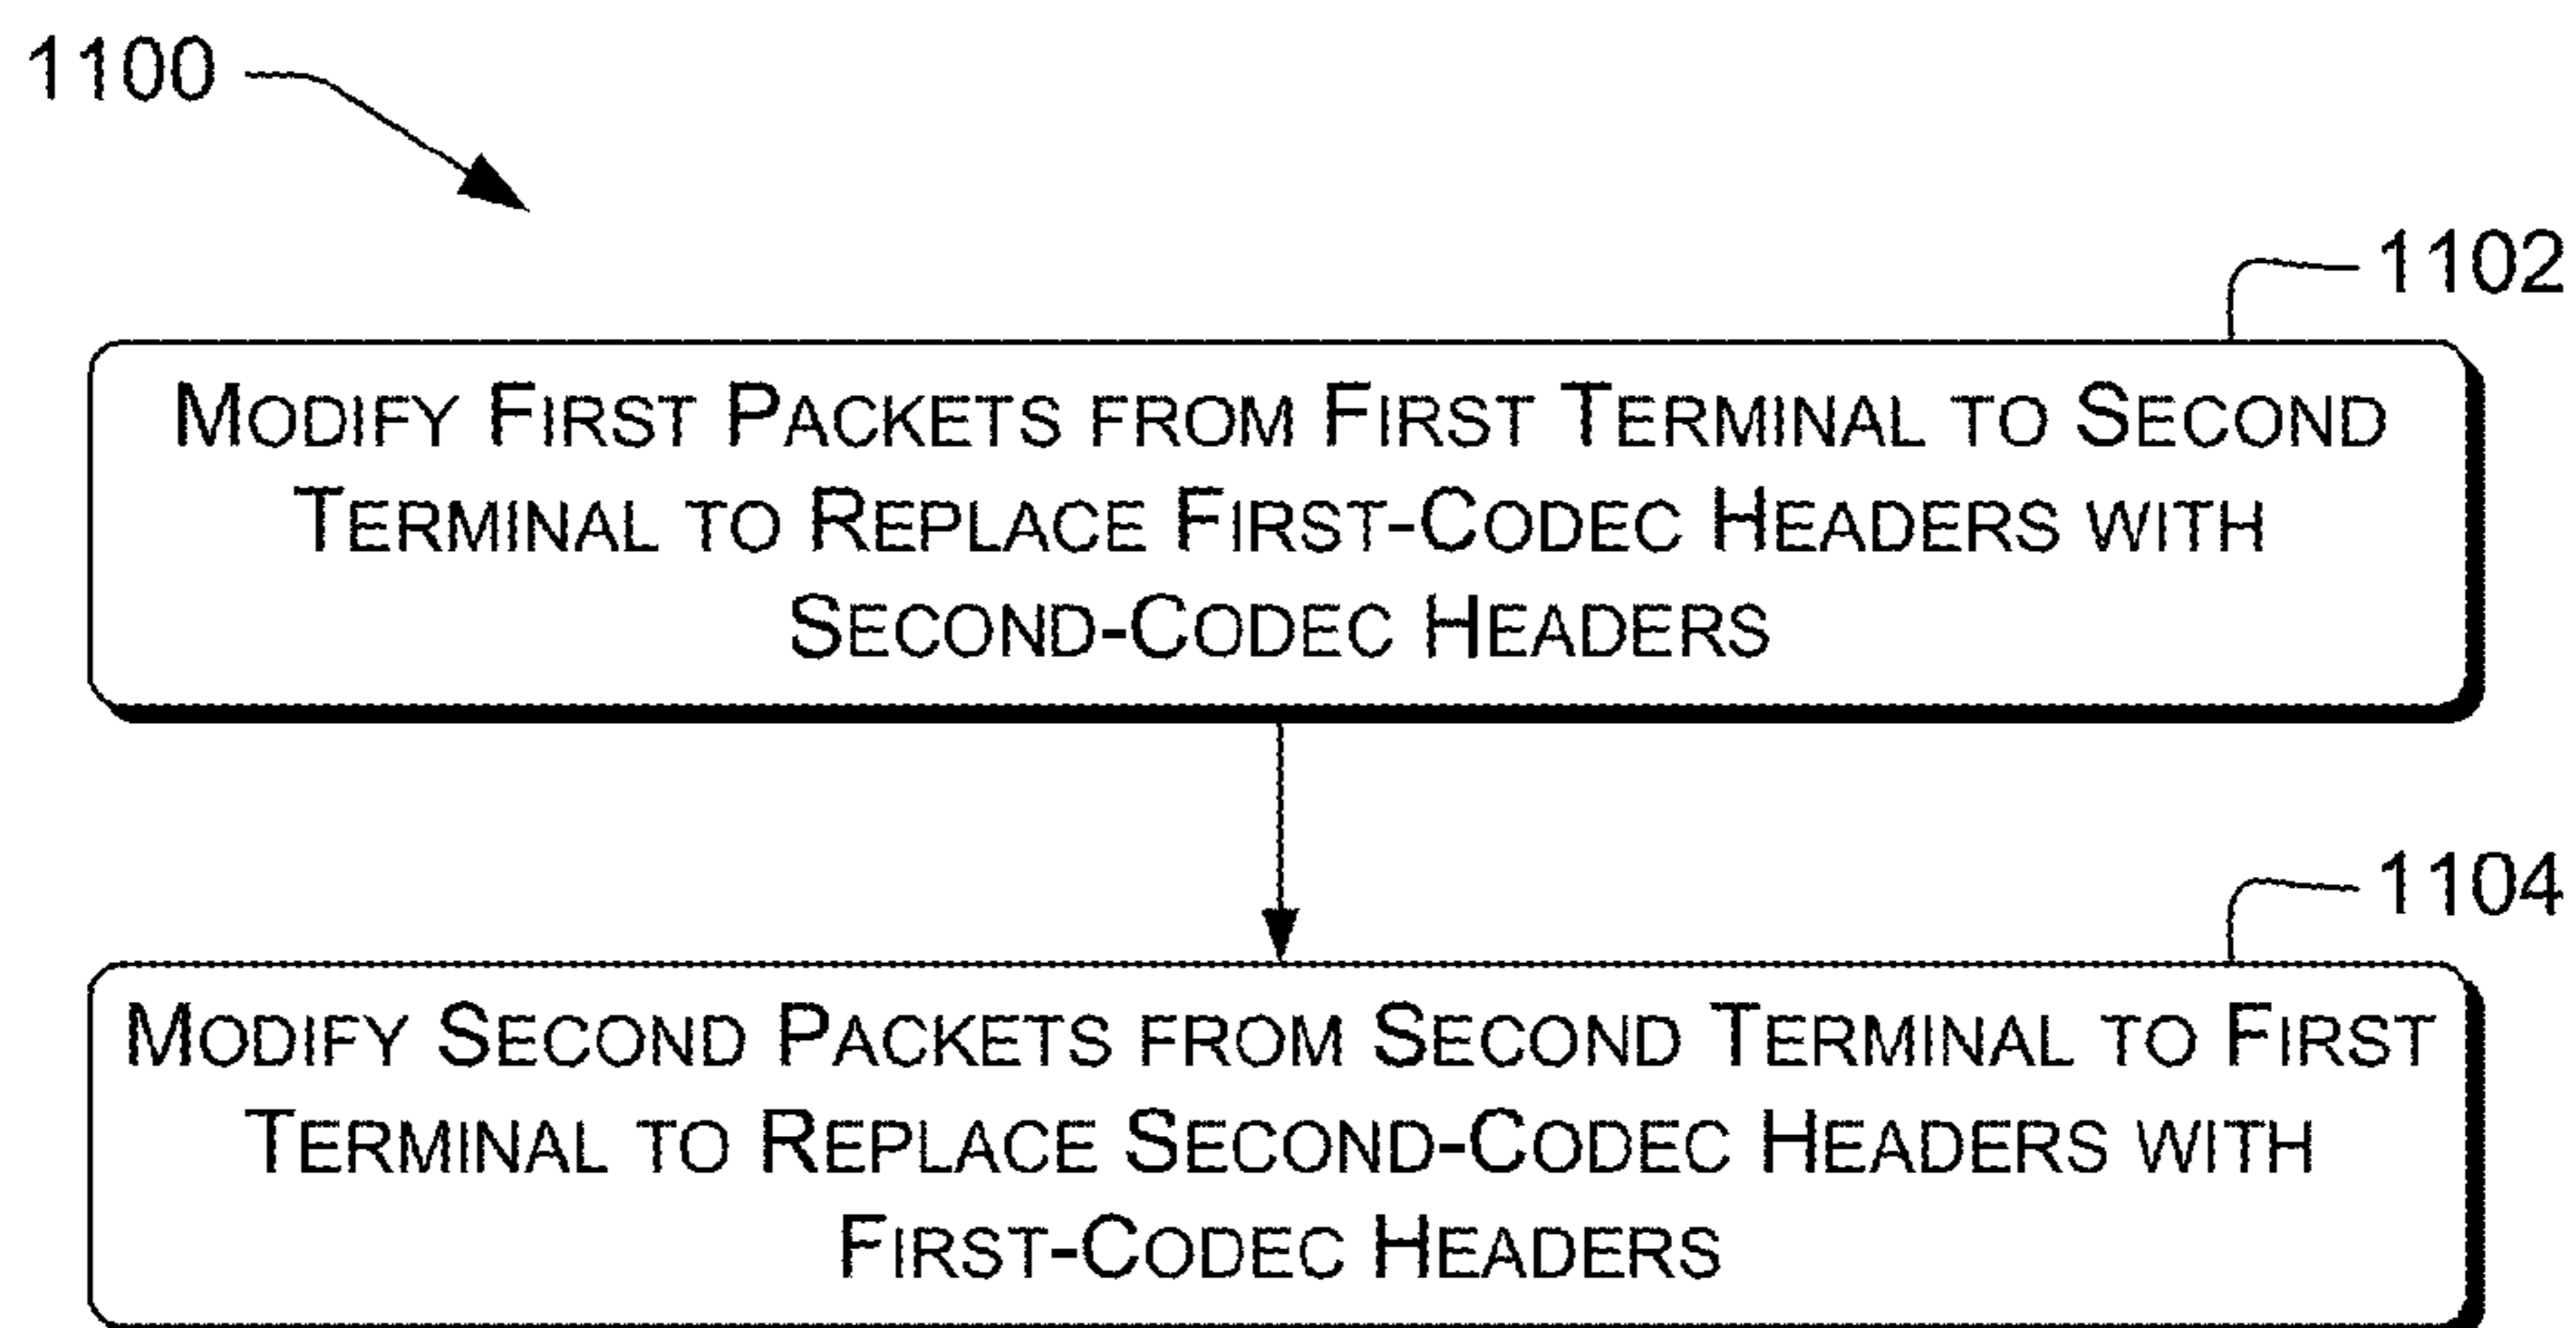 1100
1102
MODIFY FIRST PACKETS FROM FIRST TERMINAL TO SECOND
TERMINAL TO REPLACE FIRST-CODEC HEADERS WITH
SECOND-CODEC HEADERS
1104
MODIFY SECOND PACKETS FROM SECOND TERMINAL TO FIRST
TERMINAL TO REPLACE SECOND-CODEC HEADERS WITH
FIRST-CODEC HEADERS